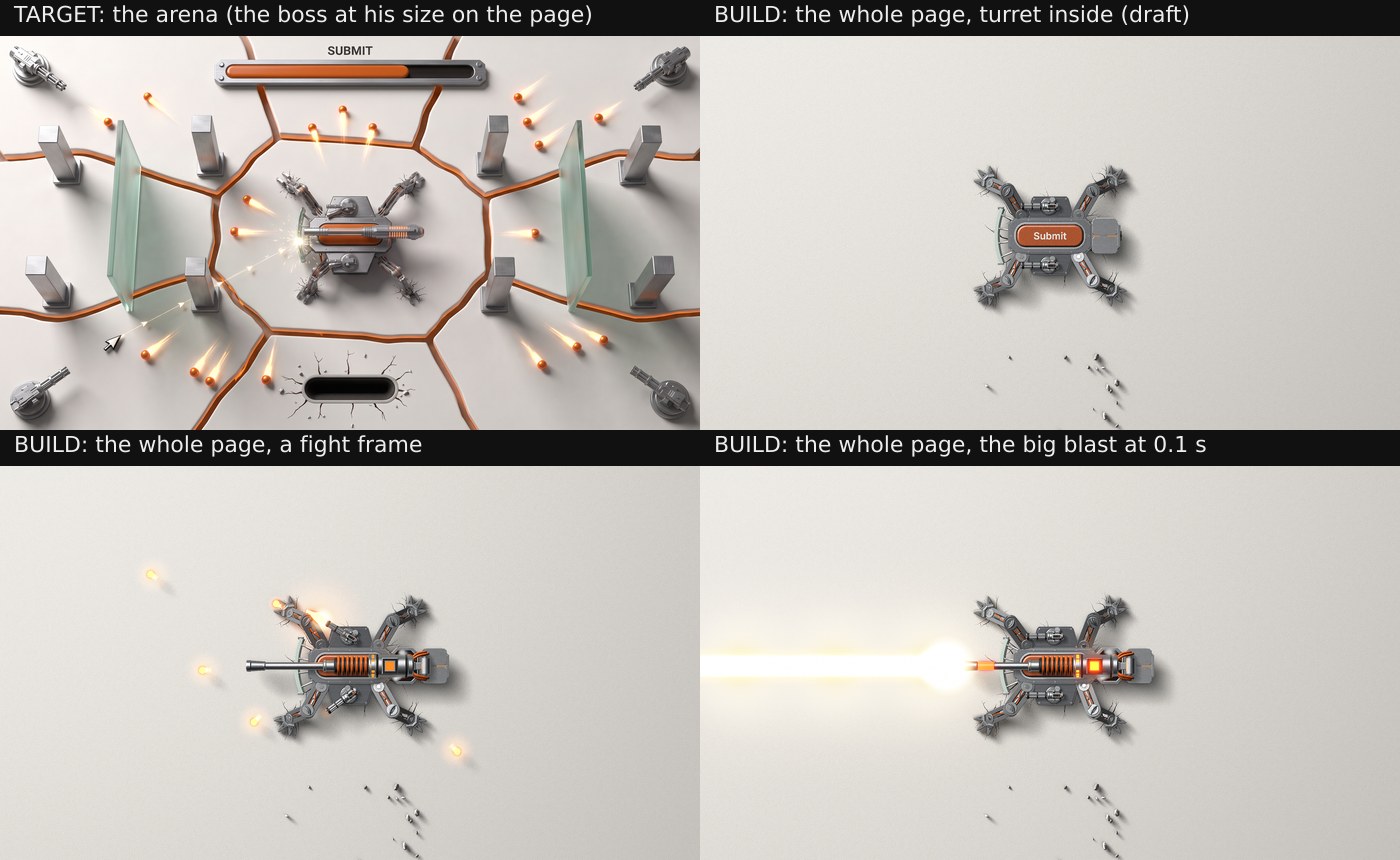 TARGET: the arena (the boss at his size on the page)
BUILD: the whole page, turret inside (draft)
SUBMIT
Submit
BUILD: the whole page, a fight frame
BUILD: the whole page, the big blast at 0.1 s